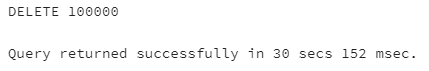 DELETE 100000
Query returned successfully in 30 secs 152 msec.